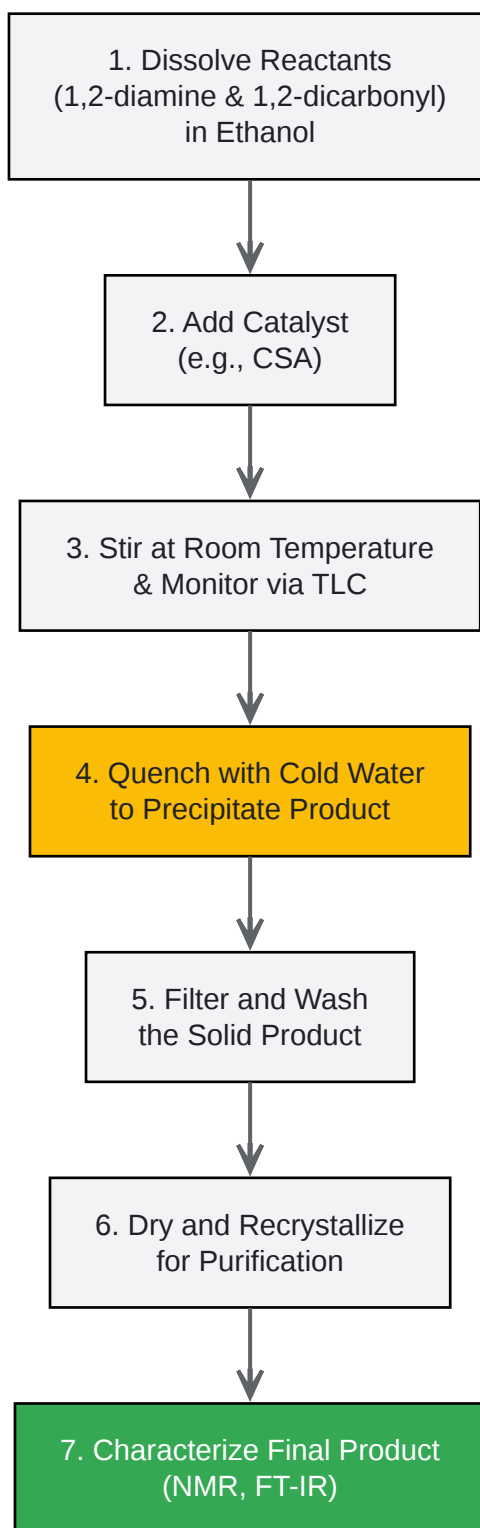 1. Dissolve Reactants
(1,2-diamine & 1,2-dicarbonyl)
in Ethanol
2. Add Catalyst
(e.g., CSA)
3. Stir at Room Temperature
& Monitor via TLC
4. Quench with Cold Water
to Precipitate Product
5. Filter and Wash
the Solid Product
6. Dry and Recrystallize
for Purification
7. Characterize Final Product
(NMR, FT-IR)